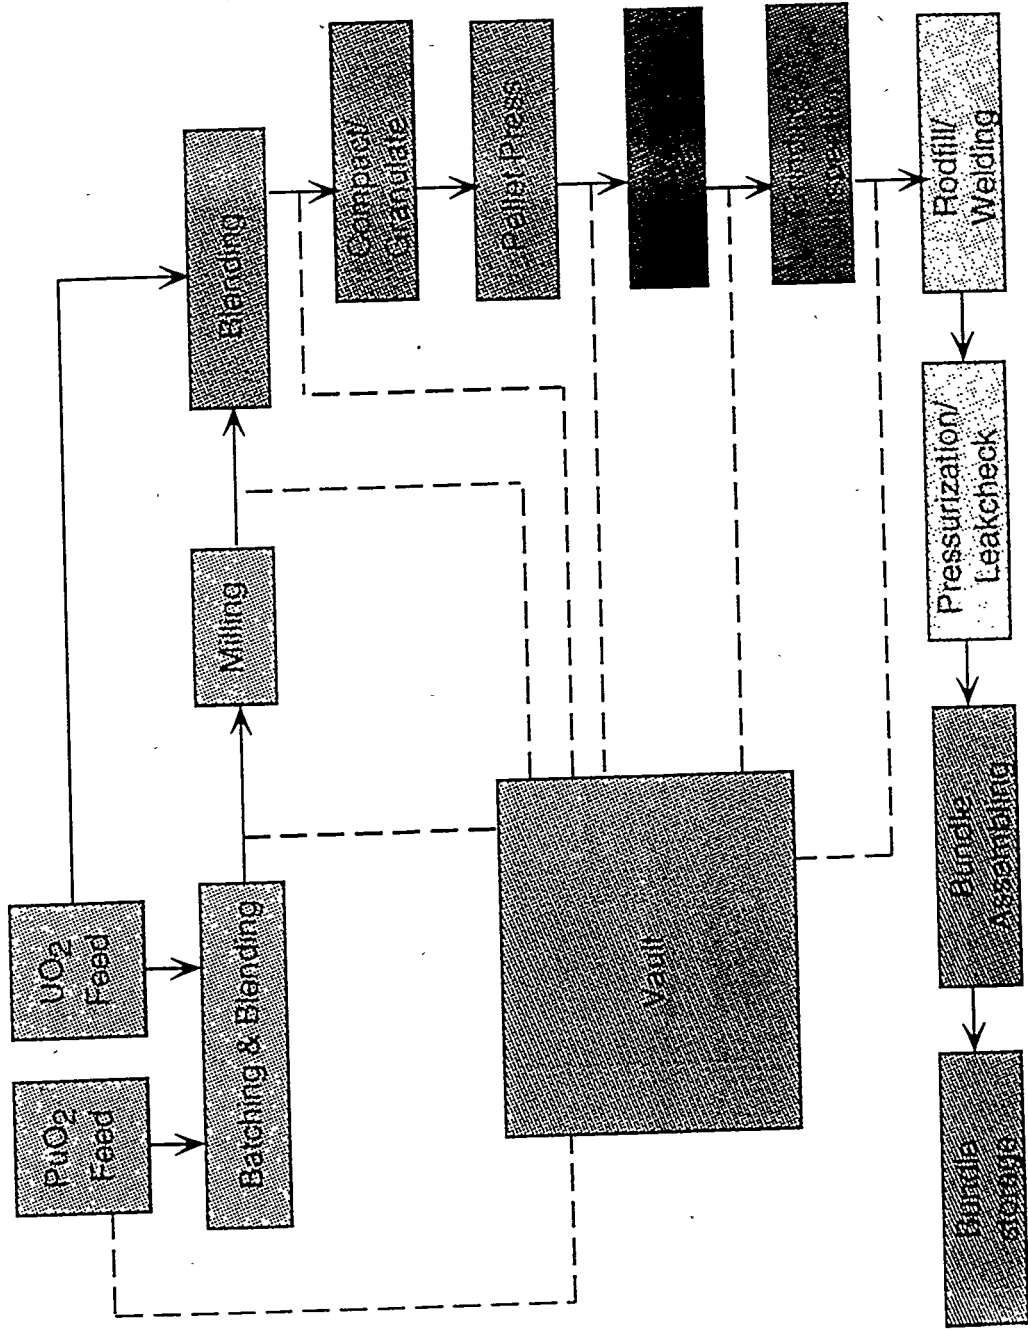 PuO2
Feed
UO2
Feed
Batching & Blending
Milling
Blending
Compact/
Granulate
Pallet Press
Vault
Rodfill/
Welding
Pressurization/
Leakcheck
Bundle
Assembling
Bundle
storage